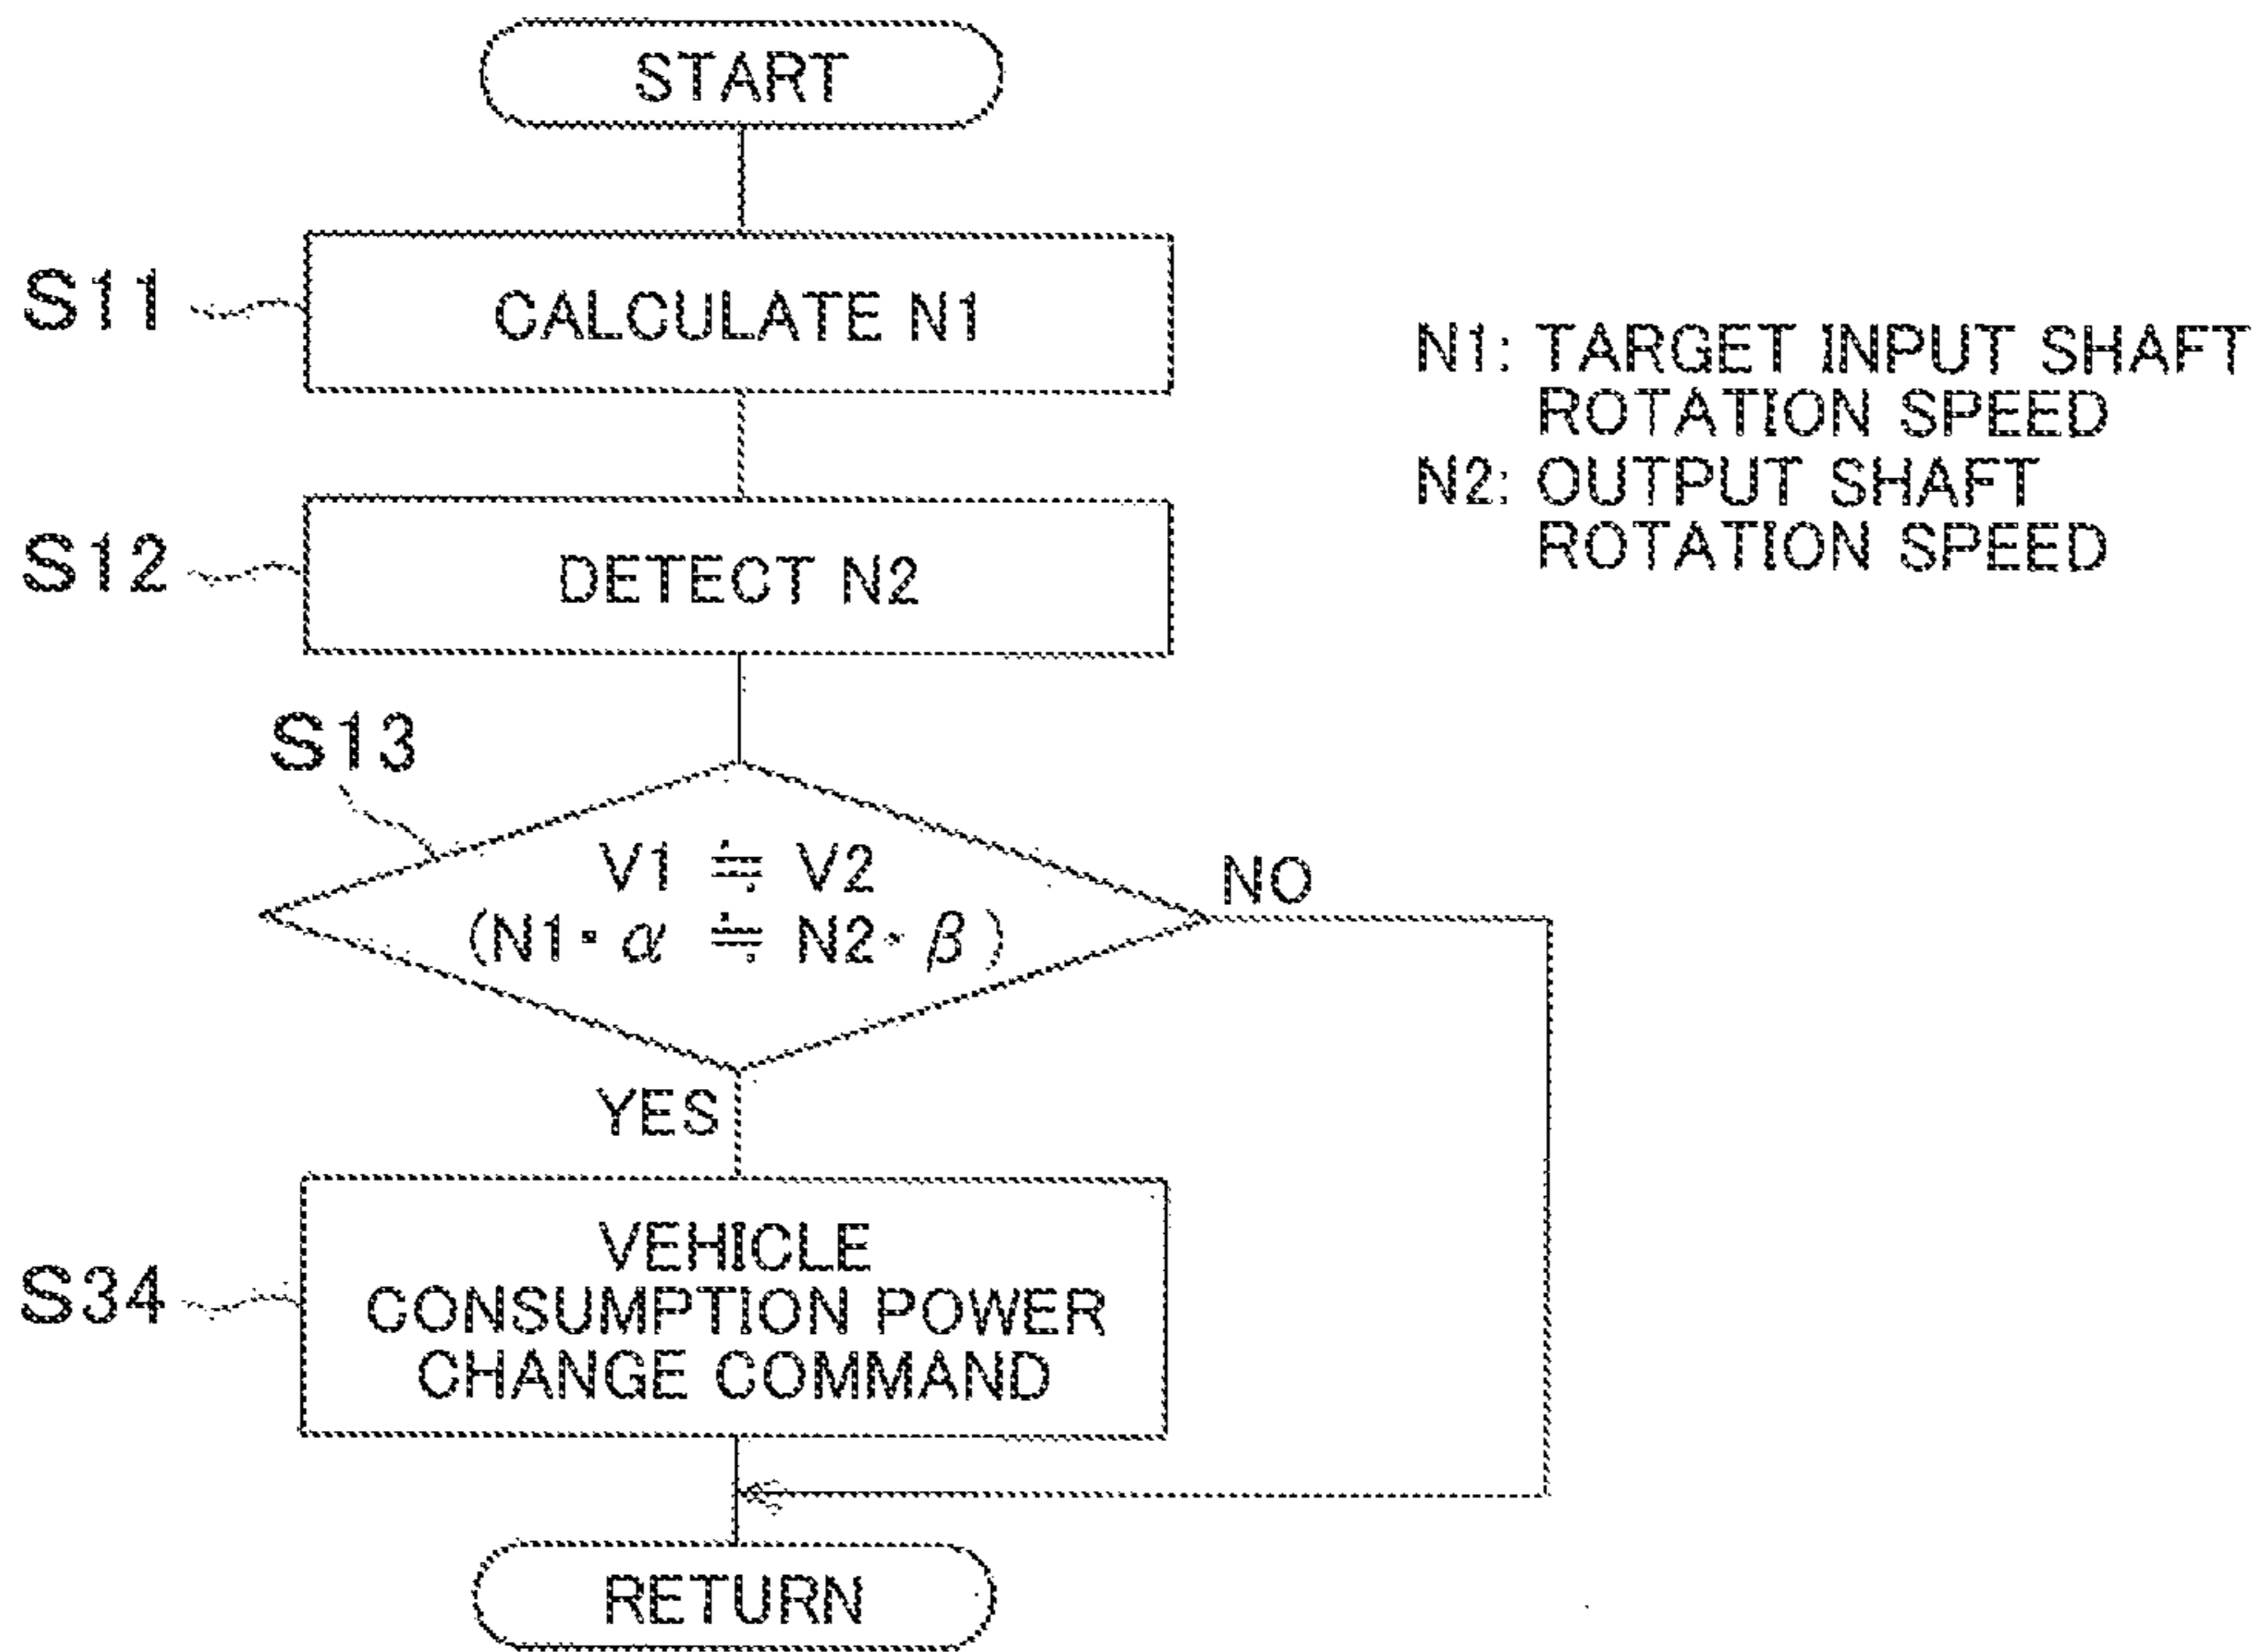 START
S11
CALCULATE N1
N1: TARGET INPUT SHAFT
ROTATION SPEED
N2: OUTPUT SHAFT
ROTATION SPEED
S12
DETECT N2
S13
V1 ≒ V2
(N1・α ≒ N2・β)
NO
YES
S34
VEHICLE
CONSUMPTION POWER
CHANGE COMMAND
RETURN